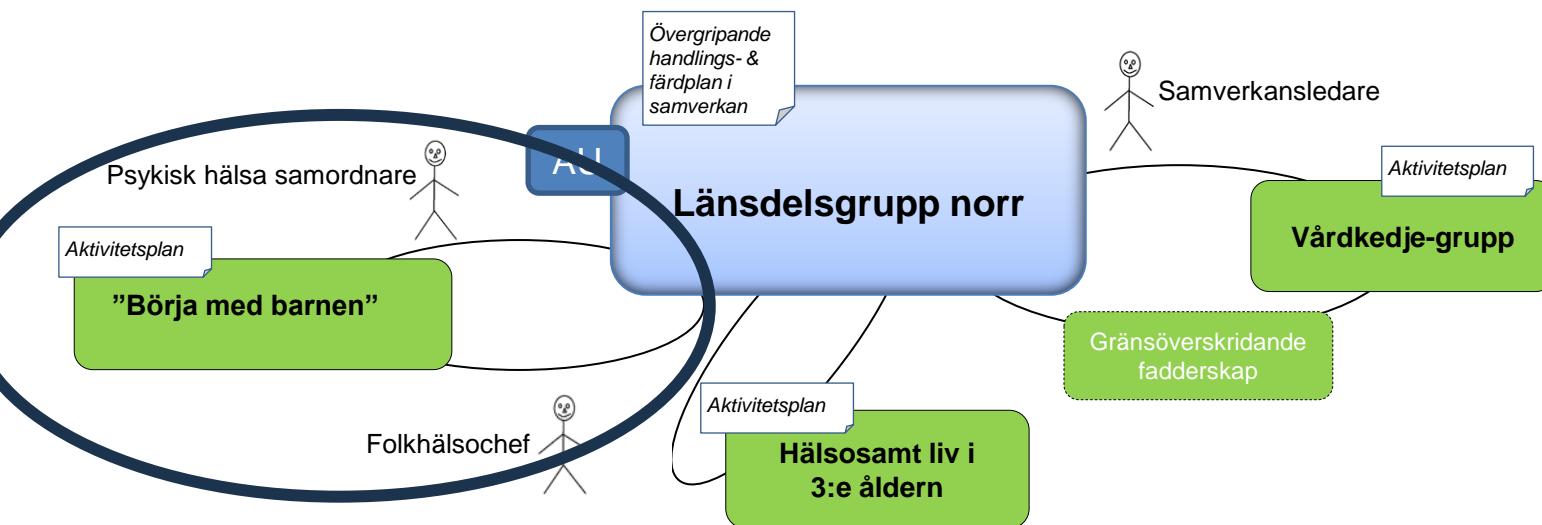 Övergripande
handlings- &
färdplan i
samverkan
Samverkansledare
AU
Psykisk hälsa samordnare
Länsdelsgrupp norr
Aktivitetsplan
Vårdkedje-grupp
Aktivitetsplan
”Börja med barnen”
Gränsöverskridande
fadderskap
Aktivitetsplan
Folkhälsochef
Hälsosamt liv i
3:e åldern